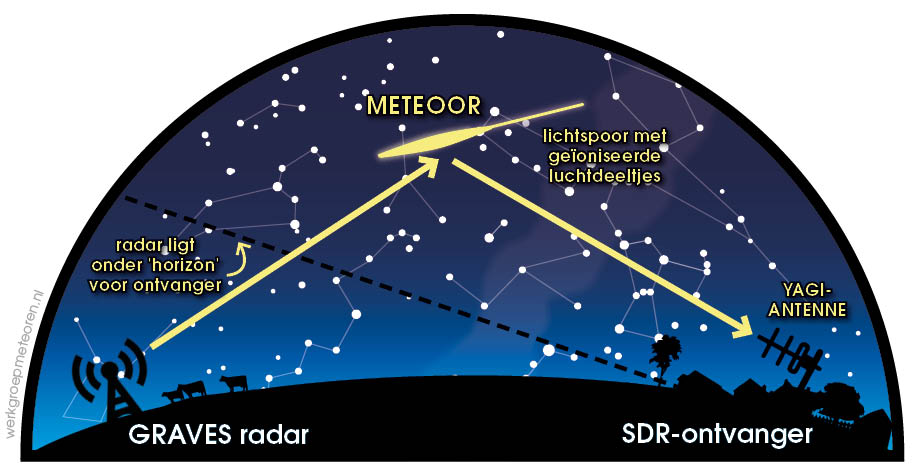 METEOOR
lichtspoor met
geïoniseerde
luchtdeeltjes
radar ligt
onder 'horizon'
voor ontvanger
YAGI-
ANTENNE
GRAVES radar
SDR-ontvanger
werkgroepmeteoren.nl